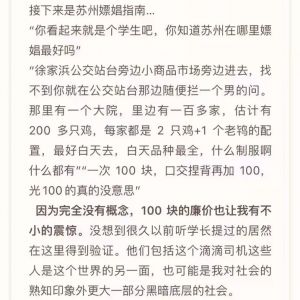 接下来是苏州嫖娼指南...
“你看起来就是个学生吧，你知道苏州在哪里嫖
娼最好吗”
“徐家浜公交站台旁边小商品市场旁边进去，找
不到你就在公交站台那边随便拦一个男的问。
那里有一个大院，里边有一百多家，估计有
200 多只鸡，每家都是 2 只鸡+1 个老鸨的配
置，最好白天去，白天品种最全，什么制服啊
什么都有”“一次 100 块，口交捏背再加 100，
光100的真的没意思”
因为完全没有概念，100 块的廉价也让我有不
小的震惊。没想到很久以前听学长提过的居然
在这里得到验证。他们包括这个滴滴司机这些
人是这个世界的另一面，也可能是我对社会的
熟知印象外更大一部分黑暗底层的社会。